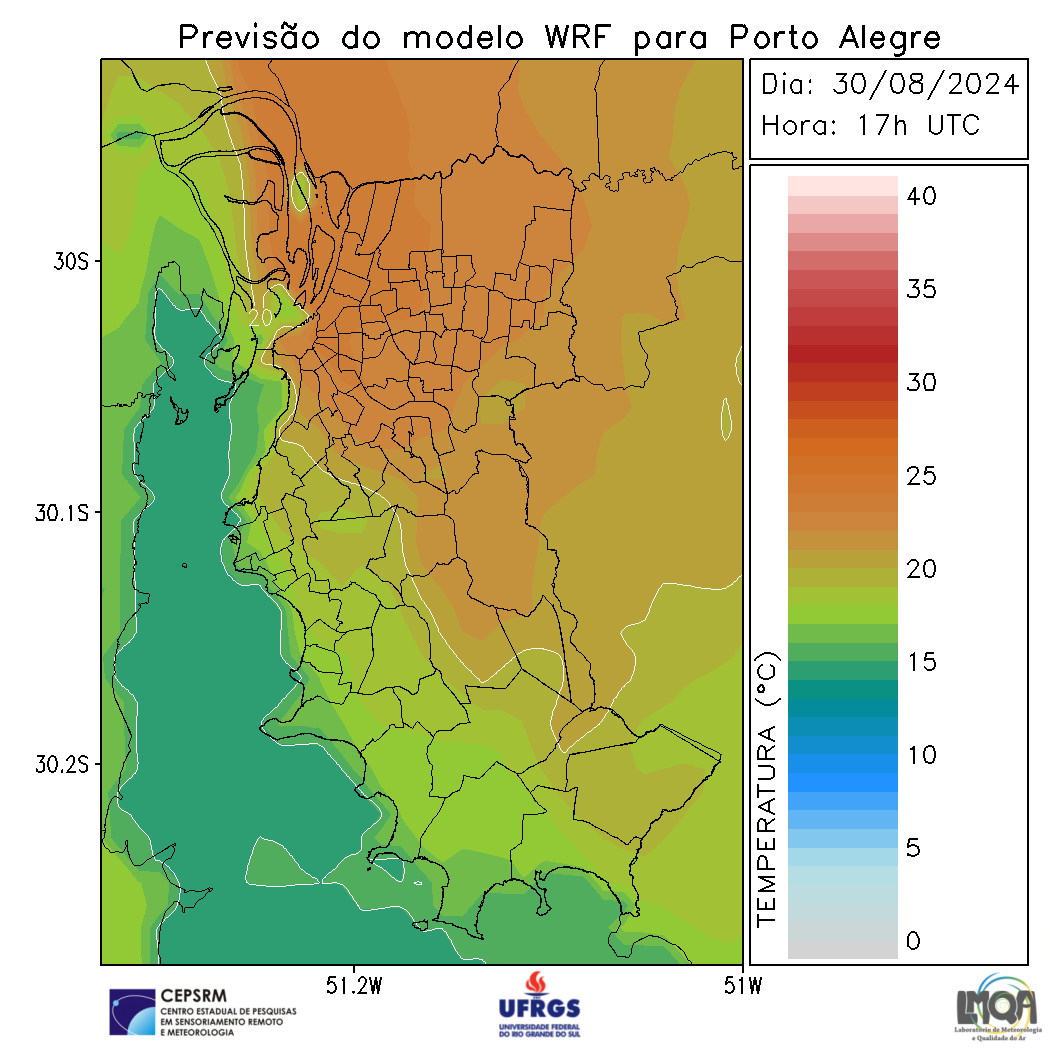 Previsão do modelo WRF para Porto Alegre
Dia: 30/08/2024
Hora: 17h UTC
40
35
30
25
20
15
10
5
0
TEMPERATURA (°C)
30S
30.1S
30.2S
20
51.2W
51W
CEPSRM
CENTRO ESTADUAL DE PESQUISAS
EM SENSORIAMENTO REMOTO
E METEOROLOGIA
UFRGS
UNIVERSIDADE FEDERAL
DO RIO GRANDE DO SUL
LMQA
Laboratório de Meteorologia
e Qualidade do Ar